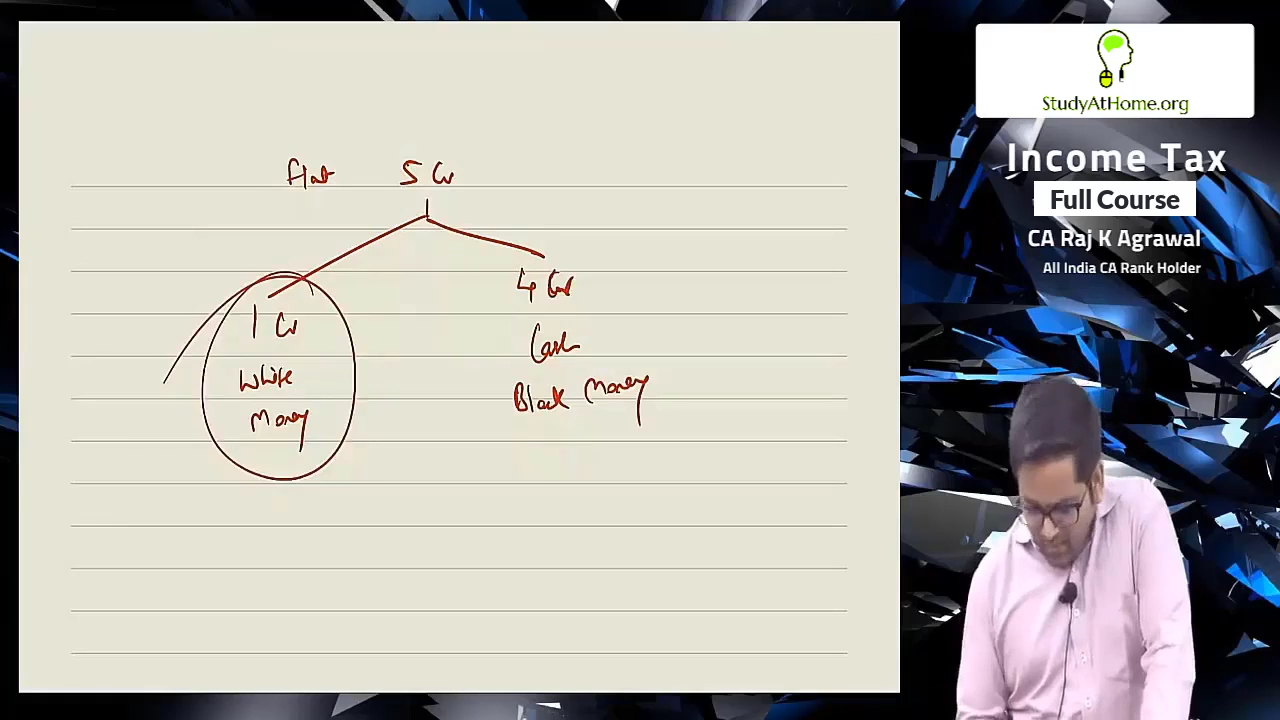 Flat 5 Cr
1 Cr
White
Money
4 Cr
Cash
Black Money
StudyAtHome.org
Income Tax
Full Course
CA Raj K Agrawal
All India CA Rank Holder